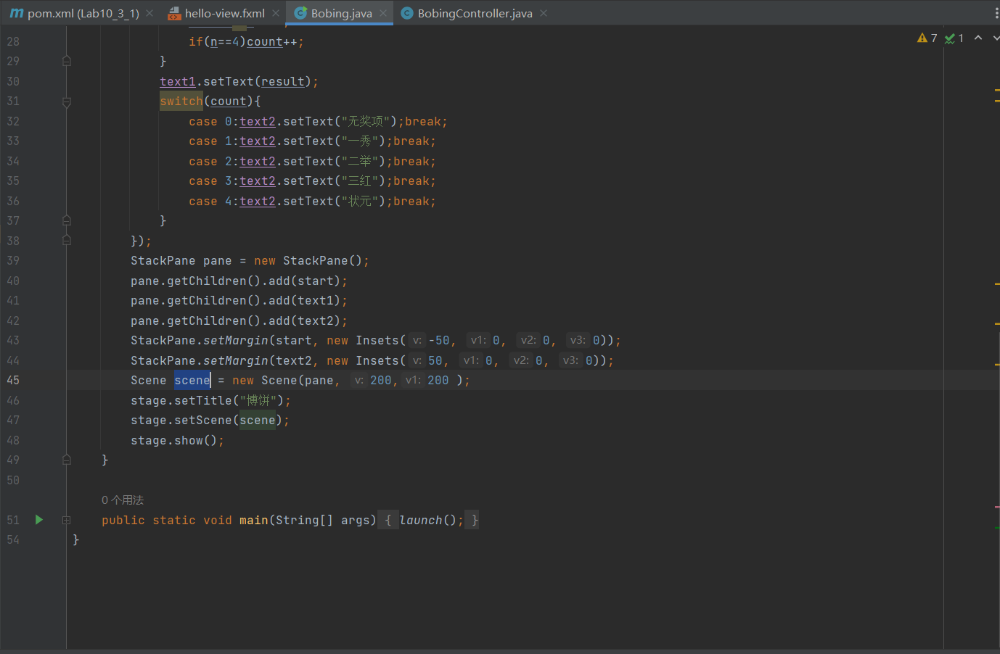 pom.xml (Lab10_3_1)
hello-view.fxml
Bobing.java
BobingController.java
7 1
28 if(n==4)count++;
29 }
30 text1.setText(result);
31 switch(count){
32 case 0:text2.setText("无奖项");break;
33 case 1:text2.setText("一秀");break;
34 case 2:text2.setText("二举");break;
35 case 3:text2.setText("三红");break;
36 case 4:text2.setText("状元");break;
37 }
38 });
39 StackPane pane = new StackPane();
40 pane.getChildren().add(start);
41 pane.getChildren().add(text1);
42 pane.getChildren().add(text2);
43 StackPane.setMargin(start, new Insets( v: -50, v1: 0, v2: 0, v3: 0));
44 StackPane.setMargin(text2, new Insets( v: 50, v1: 0, v2: 0, v3: 0));
45 Scene scene = new Scene(pane, v: 200, v1: 200 );
46 stage.setTitle("博饼");
47 stage.setScene(scene);
48 stage.show();
49 }
50
0 个用法
51 public static void main(String[] args) { launch(); }
54 }